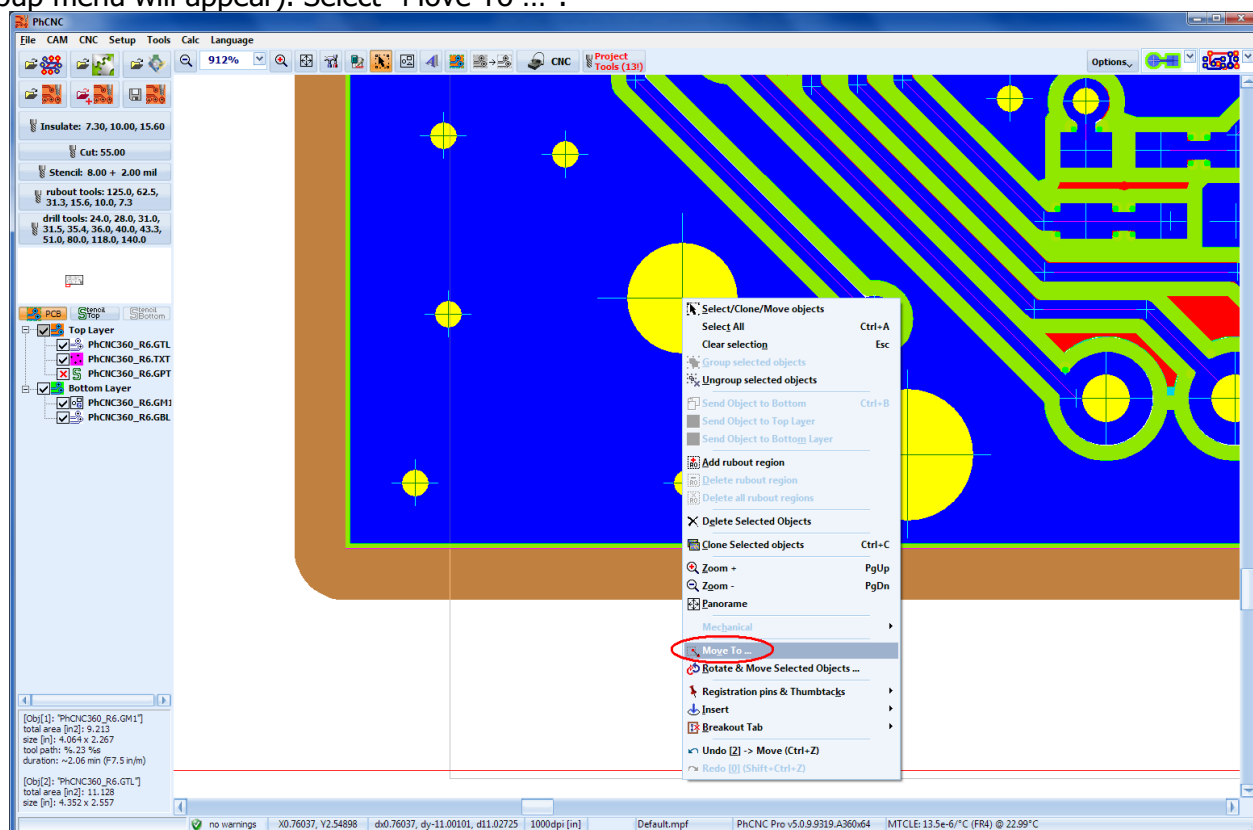 oup menu will appear). Select "Move To ...".
PhCNC
File CAM CNC Setup Tools Calc Language
912%
CNC
Project
Tools (13!)
Options
Insulate: 7.30, 10.00, 15.60
Cut: 55.00
Stencil: 8.00 + 2.00 mil
rubout tools: 125.0, 62.5,
31.3, 15.6, 10.0, 7.3
drill tools: 24.0, 28.0, 31.0,
31.5, 35.4, 36.0, 40.0, 43.3,
51.0, 80.0, 118.0, 140.0
PCB
Stencil
Top
Stencil
Bottom
Top Layer
PhCNC360_R6.GTL
PhCNC360_R6.TXT
PhCNC360_R6.GPT
Bottom Layer
PhCNC360_R6.GM1
PhCNC360_R6.GBL
Select/Clone/Move objects
Select All Ctrl+A
Clear selection Esc
Group selected objects
Ungroup selected objects
Send Object to Bottom Ctrl+B
Send Object to Top Layer
Send Object to Bottom Layer
Add rubout region
Delete rubout region
Delete all rubout regions
Delete Selected Objects
Clone Selected objects Ctrl+C
Zoom + PgUp
Zoom - PgDn
Panorame
Mechanical
Move To ...
Rotate & Move Selected Objects ...
Registration pins & Thumbtacks
Insert
Breakout Tab
Undo [2] -> Move (Ctrl+Z)
Redo [0] (Shift+Ctrl+Z)
[Obj[1]: "PhCNC360_R6.GM1"]
total area [in2]: 9.213
size [in]: 4.064 x 2.267
tool path: %.23 %s
duration: ~2.06 min (F7.5 in/m)
[Obj[2]: "PhCNC360_R6.GTL"]
total area [in2]: 11.128
size [in]: 4.352 x 2.557
no warnings X0.76037, Y2.54898 dx0.76037, dy-11.00101, d11.02725 1000dpi [in] Default.mpf PhCNC Pro v5.0.9.9319.A360x64 MTCLE: 13.5e-6/°C (FR4) @ 22.99°C